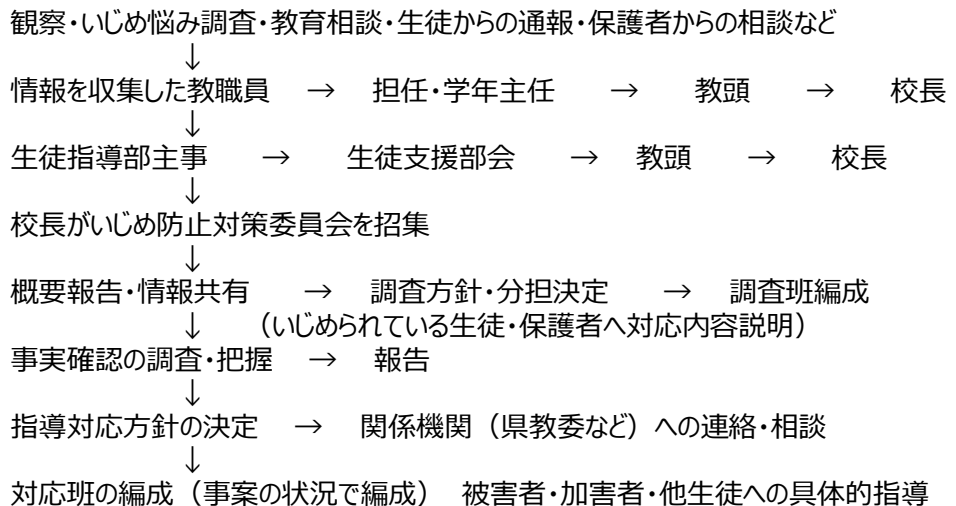 観察・いじめ悩み調査・教育相談・生徒からの通報・保護者からの相談など
↓
情報を収集した教職員 → 担任・学年主任 → 教頭 → 校長
↓
生徒指導部主事 → 生徒支援部会 → 教頭 → 校長
↓
校長がいじめ防止対策委員会を招集
↓
概要報告・情報共有 → 調査方針・分担決定 → 調査班編成
↓ （いじめられている生徒・保護者へ対応内容説明）
事実確認の調査・把握 → 報告
↓
指導対応方針の決定 → 関係機関（県教委など）への連絡・相談
↓
対応班の編成（事案の状況で編成） 被害者・加害者・他生徒への具体的指導